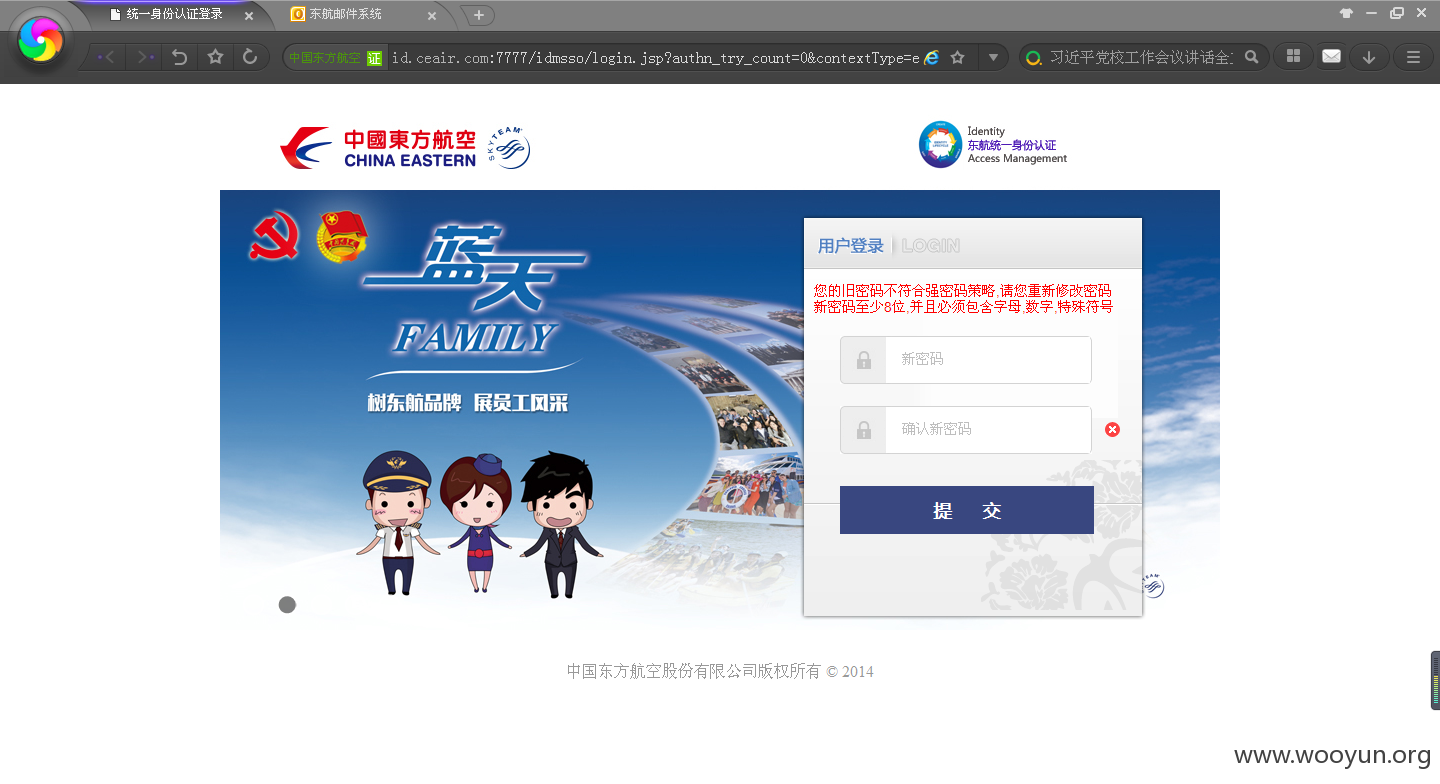 统一身份认证登录
东航邮件系统
中国东方航空 证 id.ceair.com:7777/idmsso/login.jsp?authn_try_count=0&contextType=e
习近平党校工作会议讲话全
中國東方航空
CHINA EASTERN
SKYTEAM
Identity
东航统一身份认证
Access Management
蓝天
FAMILY
树东航品牌 展员工风采
用户登录 LOGIN
您的旧密码不符合强密码策略,请您重新修改密码
新密码至少8位,并且必须包含字母,数字,特殊符号
新密码
确认新密码
提 交
中国东方航空股份有限公司版权所有 © 2014
www.wooyun.org